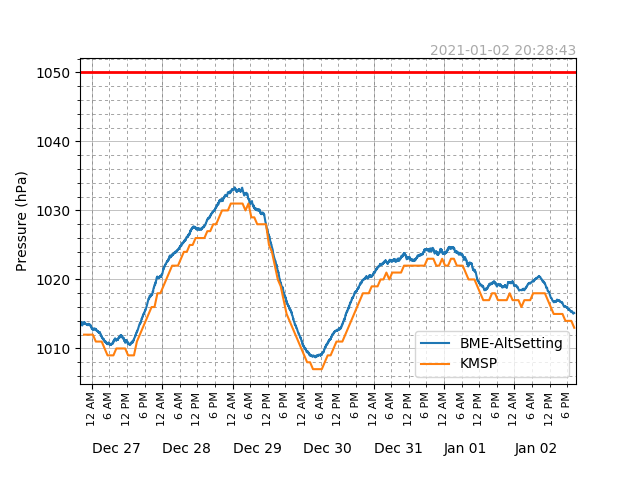 2021-01-02 20:28:43
1050
1040
1030
1020
1010
Pressure (hPa)
BME-AltSetting
KMSP
12 AM 6 AM 12 PM 6 PM 12 AM 6 AM 12 PM 6 PM 12 AM 6 AM 12 PM 6 PM 12 AM 6 AM 12 PM 6 PM 12 AM 6 AM 12 PM 6 PM 12 AM 6 AM 12 PM 6 PM 12 AM 6 AM 12 PM 6 PM
Dec 27 Dec 28 Dec 29 Dec 30 Dec 31 Jan 01 Jan 02